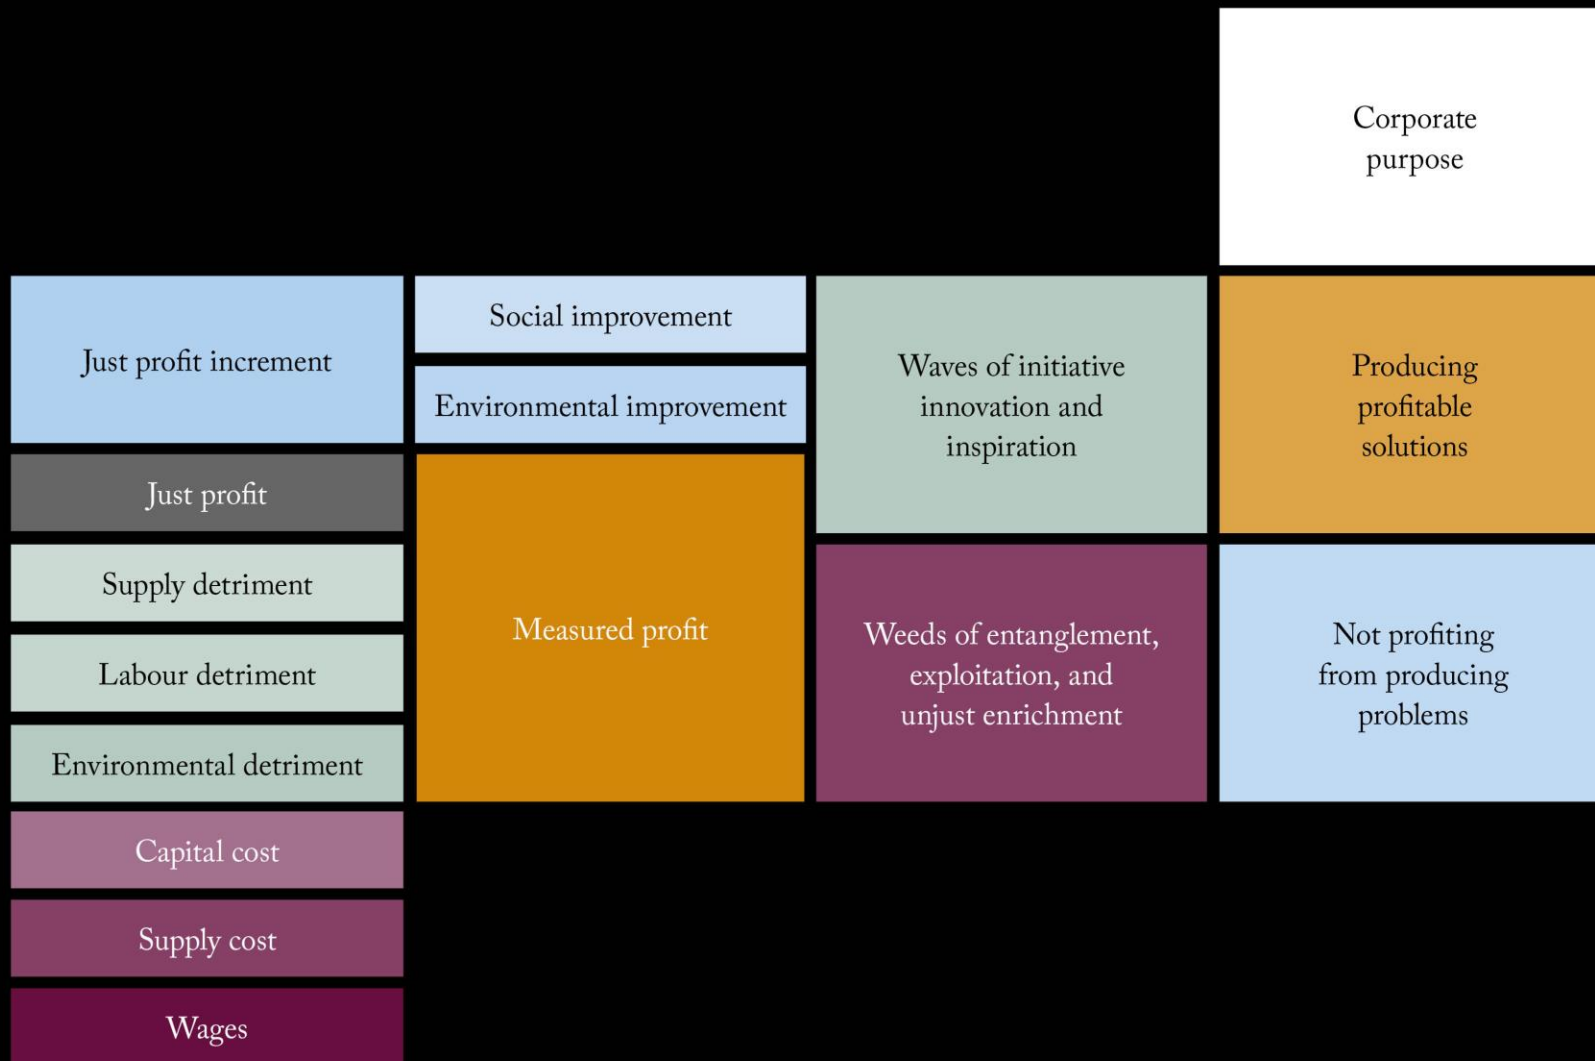 Corporate
purpose
Just profit increment
Social improvement
Environmental improvement
Waves of initiative
innovation and
inspiration
Producing
profitable
solutions
Just profit
Supply detriment
Labour detriment
Environmental detriment
Measured profit
Weeds of entanglement,
exploitation, and
unjust enrichment
Not profiting
from producing
problems
Capital cost
Supply cost
Wages